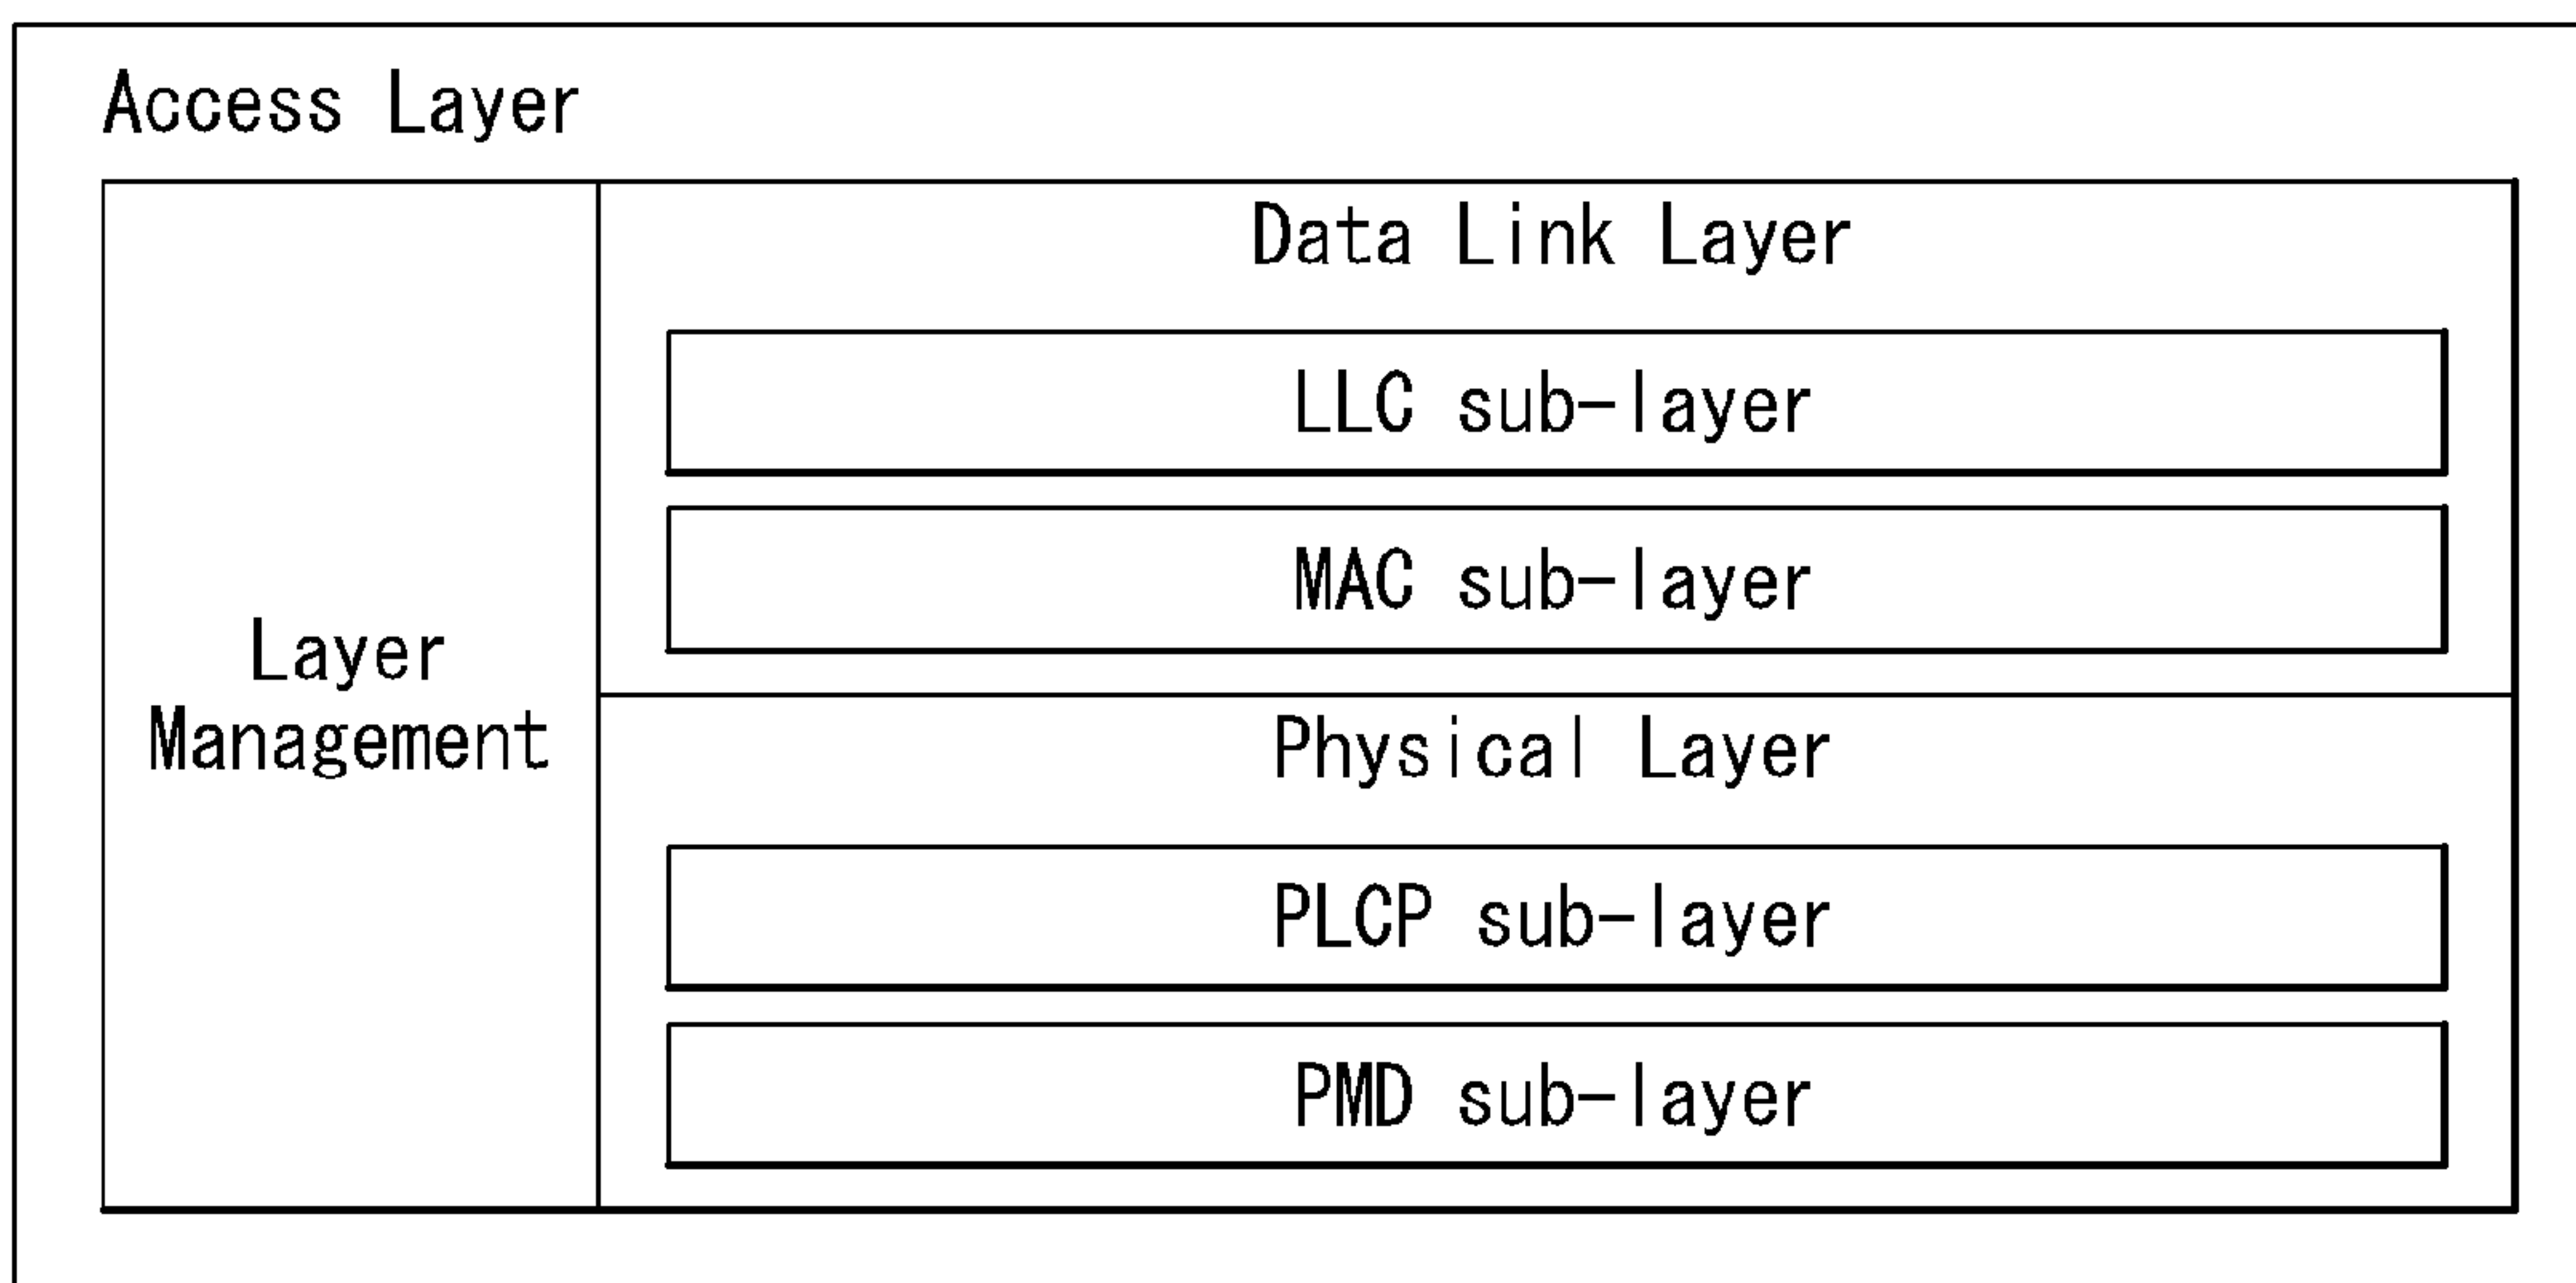 Access Layer
Layer
Management
Data Link Layer
LLC sub-layer
MAC sub-layer
Physical Layer
PLCP sub-layer
PMD sub-layer